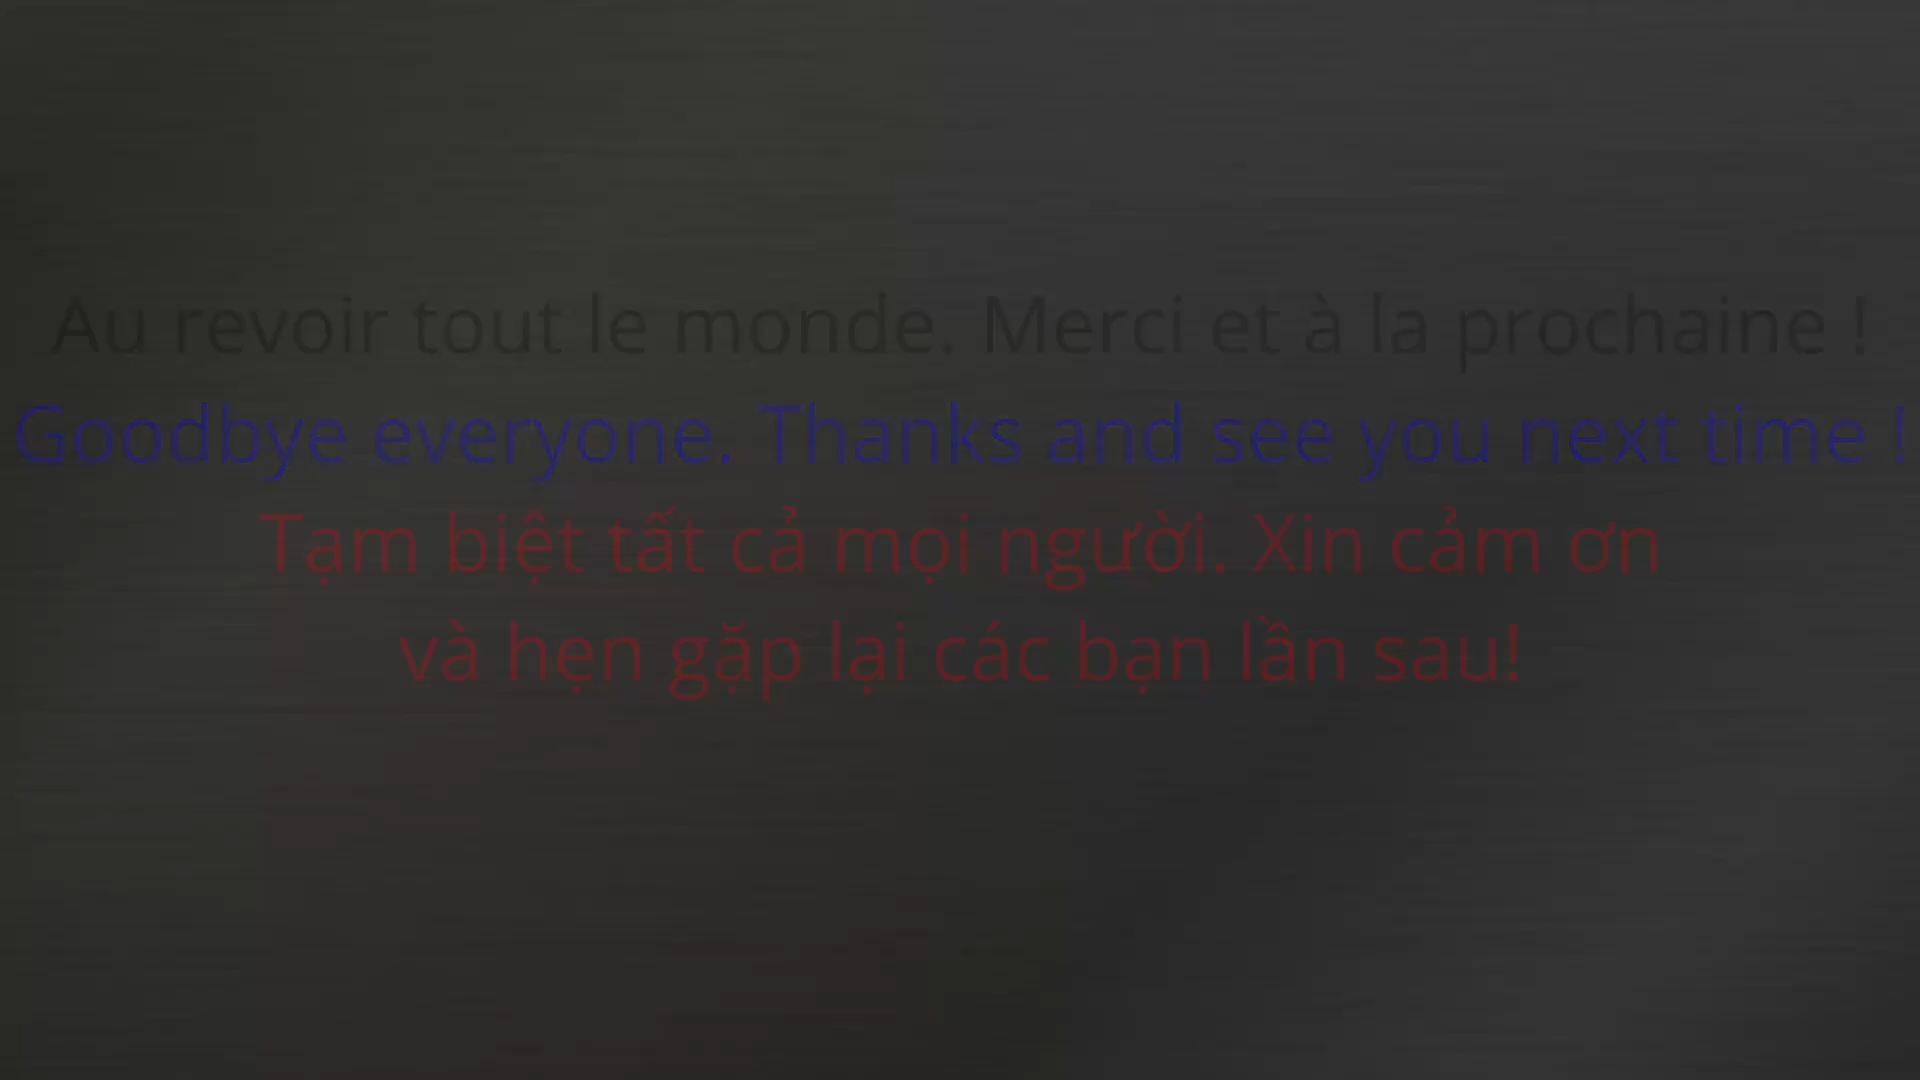 Au revoir tout le monde. Merci et à la prochaine !
Goodbye everyone. Thanks and see you next time !
Tạm biệt tất cả mọi người. Xin cảm ơn
và hẹn gặp lại các bạn lần sau!